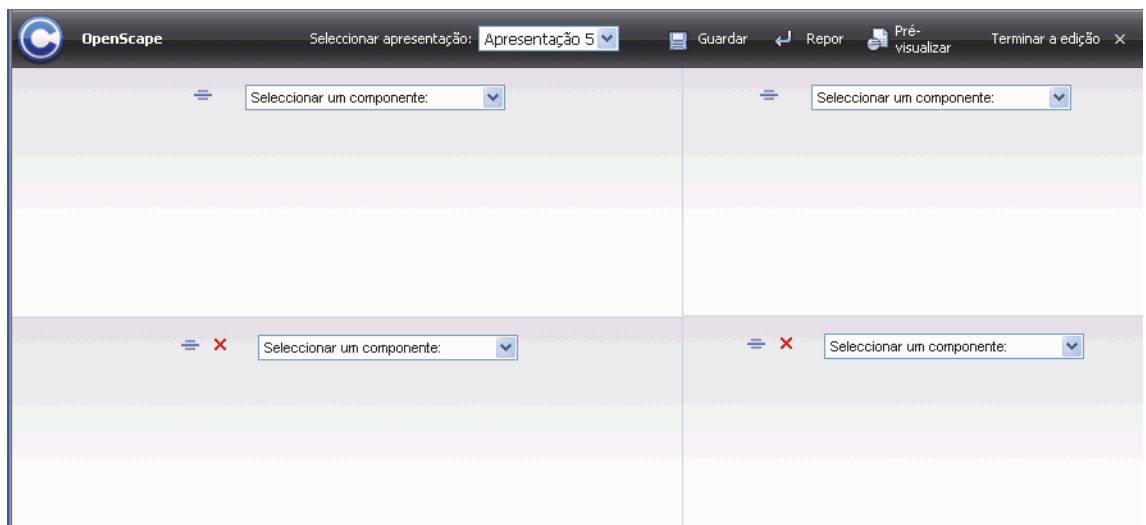 OpenScape
Seleccionar apresentação: Apresentação 5
Guardar
Repor
Pré-
visualizar
Terminar a edição
Seleccionar um componente:
Seleccionar um componente:
Seleccionar um componente:
Seleccionar um componente: